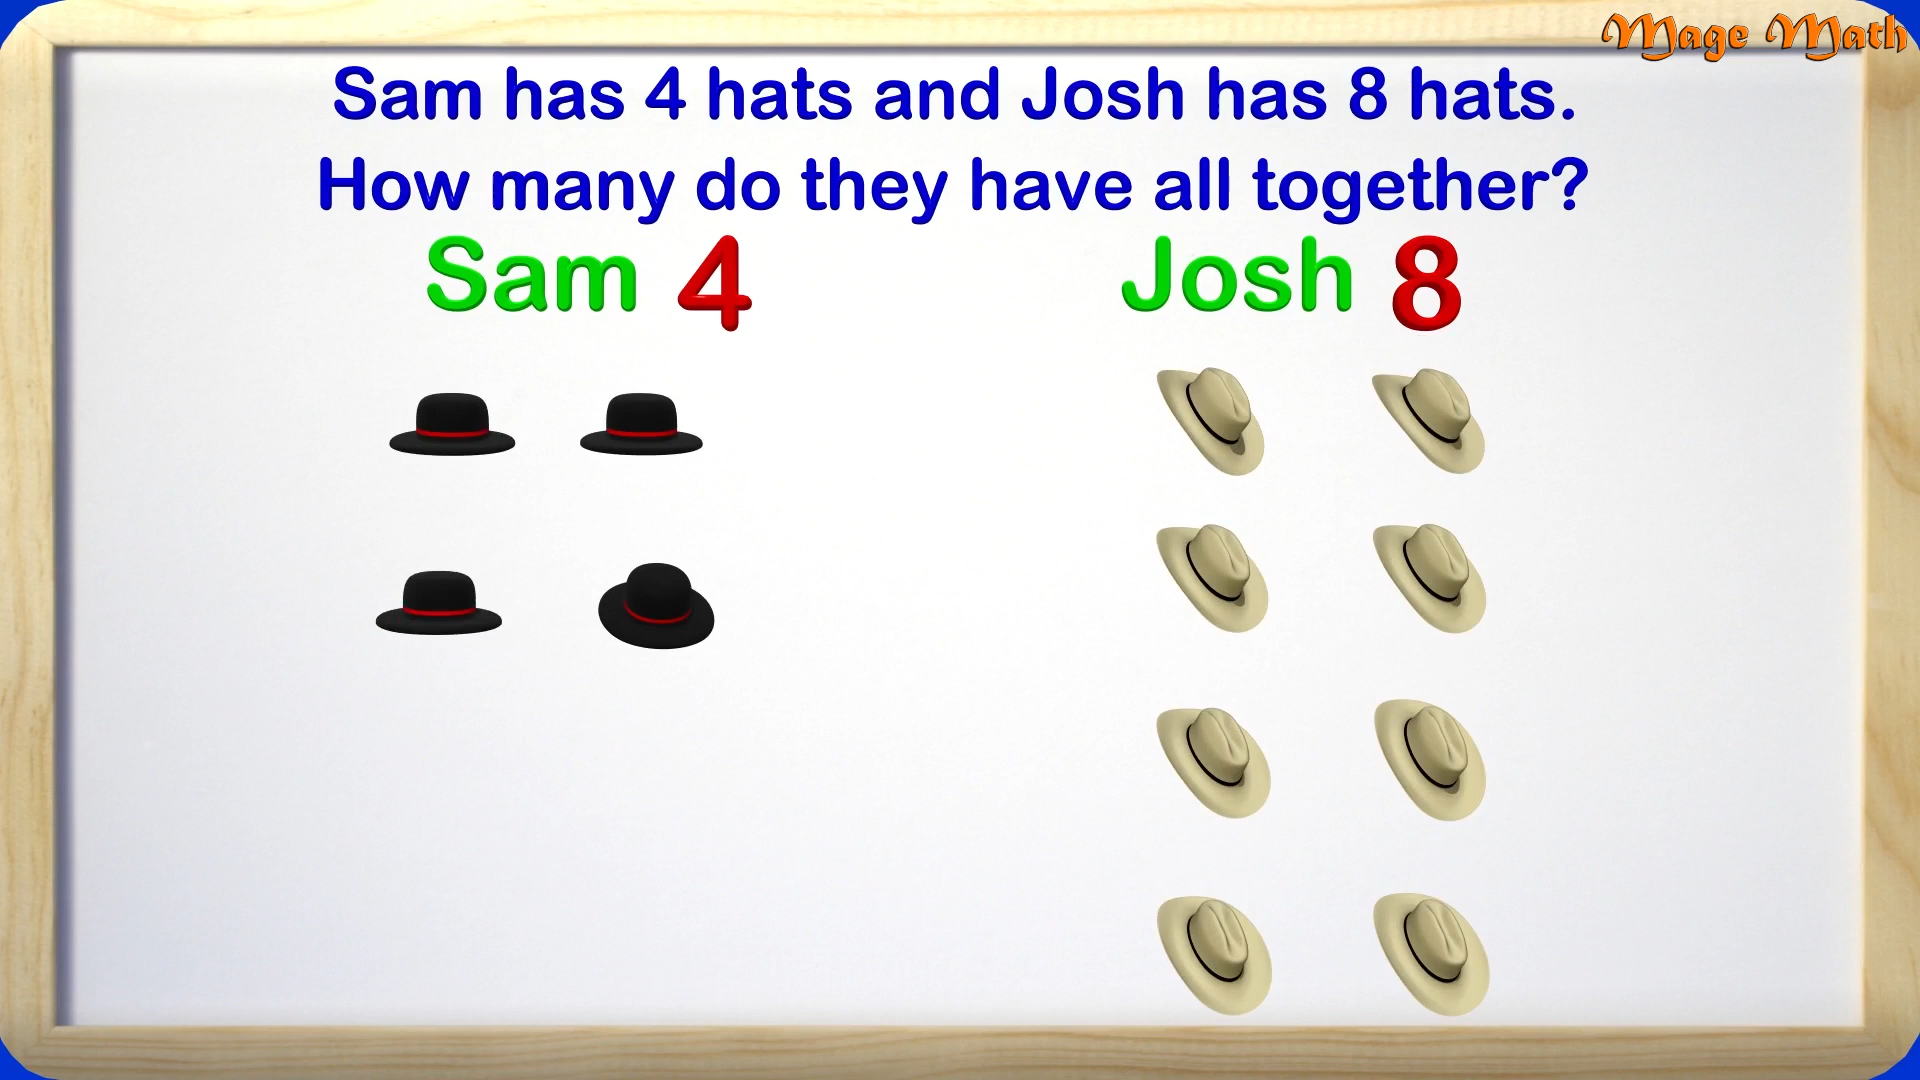 Mage Math
Sam has 4 hats and Josh has 8 hats.
How many do they have all together?
Sam 4
Josh 8